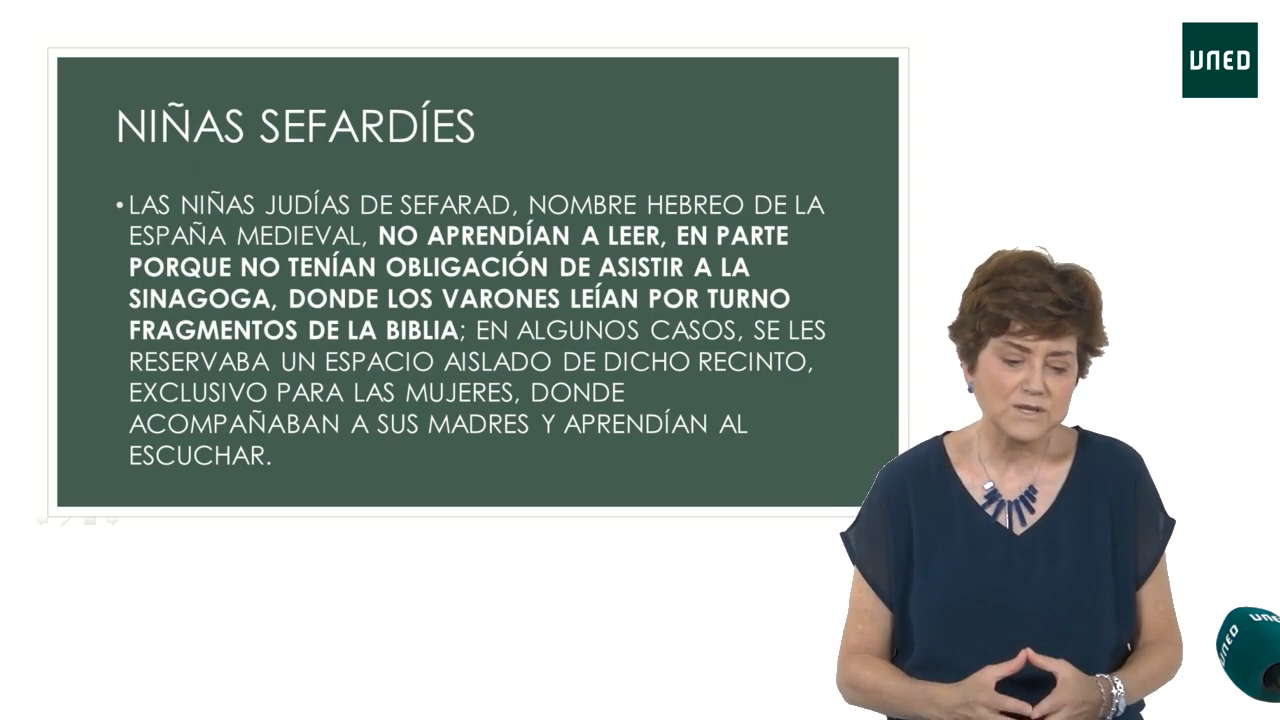 UNED
NIÑAS SEFARDÍES
• LAS NIÑAS JUDÍAS DE SEFARAD, NOMBRE HEBREO DE LA
ESPAÑA MEDIEVAL, NO APRENDÍAN A LEER, EN PARTE
PORQUE NO TENÍAN OBLIGACIÓN DE ASISTIR A LA
SINAGOGA, DONDE LOS VARONES LEÍAN POR TURNO
FRAGMENTOS DE LA BIBLIA; EN ALGUNOS CASOS, SE LES
RESERVABA UN ESPACIO AISLADO DE DICHO RECINTO,
EXCLUSIVO PARA LAS MUJERES, DONDE
ACOMPAÑABAN A SUS MADRES Y APRENDÍAN AL
ESCUCHAR.
UNED
UNE